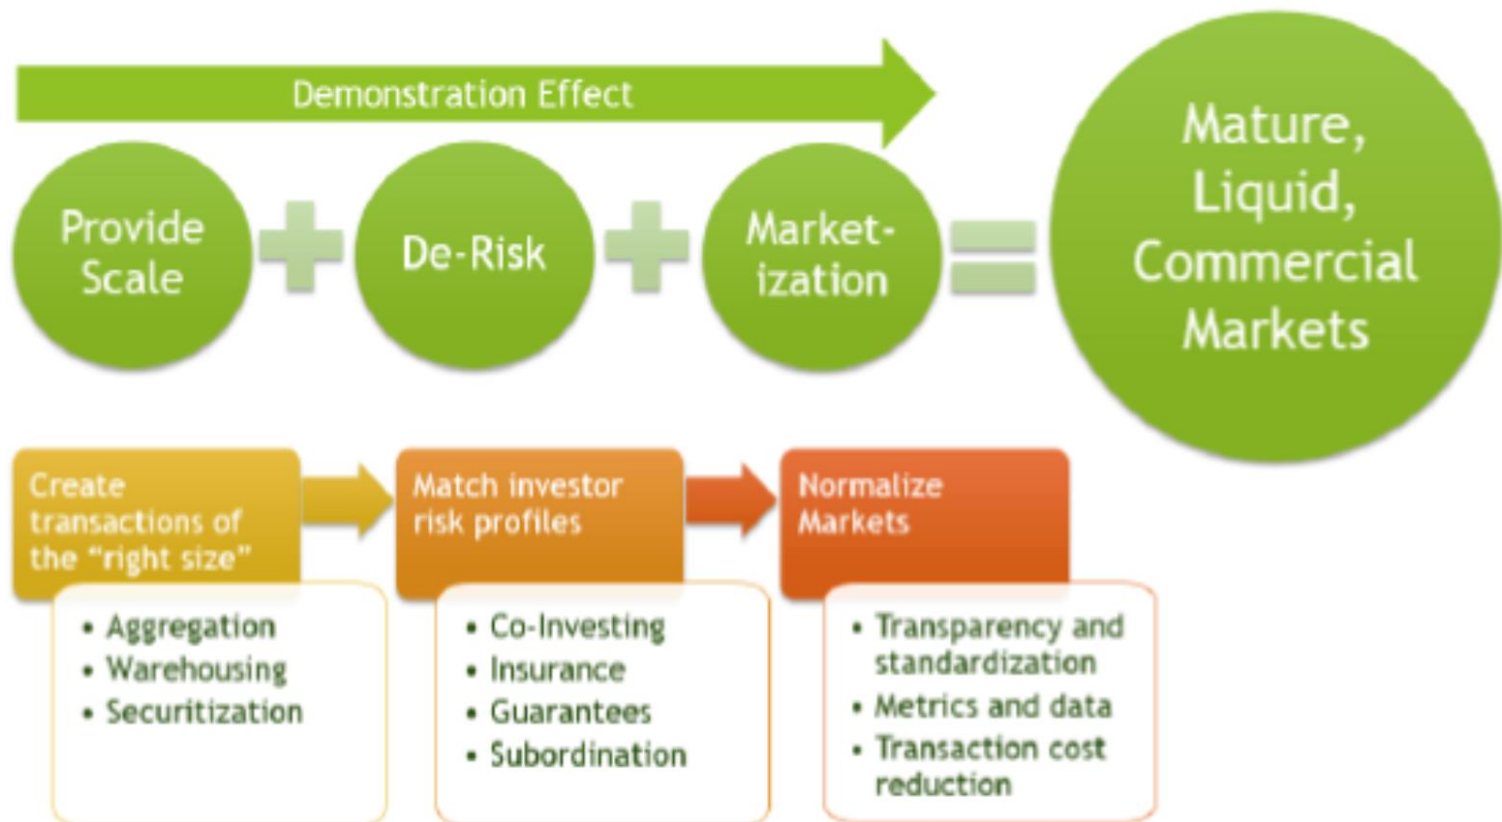 Demonstration Effect
Provide
Scale
De-Risk
Market-
ization
Mature,
Liquid,
Commercial
Markets
Create
transactions of
the “right size”
• Aggregation
• Warehousing
• Securitization
Match investor
risk profiles
• Co-Investing
• Insurance
• Guarantees
• Subordination
Normalize
Markets
• Transparency and
standardization
• Metrics and data
• Transaction cost
reduction